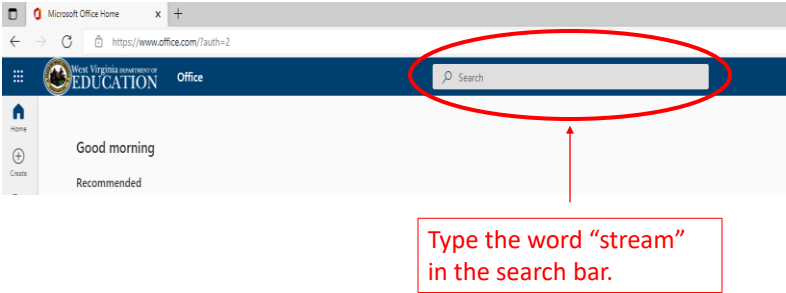 Microsoft Office Home x +
https://www.office.com/?auth=2
West Virginia DEPARTMENT OF
EDUCATION Office Search
Home
Good morning
Create
Recommended
Type the word “stream”
in the search bar.